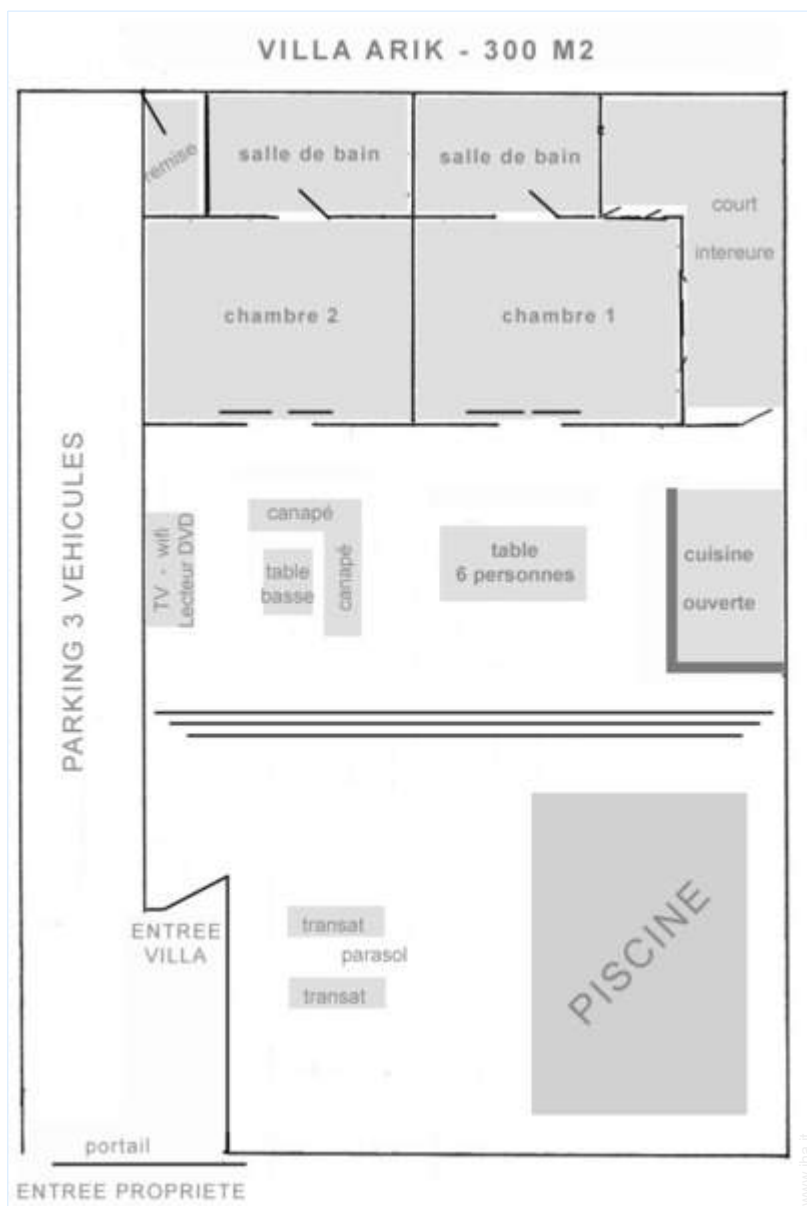 VILLA ARIK - 300 M2
remise
salle de bain
salle de bain
court
intereure
chambre 2
chambre 1
PARKING 3 VEHICULES
TV - wifi
Lecteur DVD
canapé
canapé
table
basse
table
6 personnes
cuisine
ouverte
ENTREE
VILLA
transat
parasol
transat
PISCINE
portail
ENTREE PROPRIETE